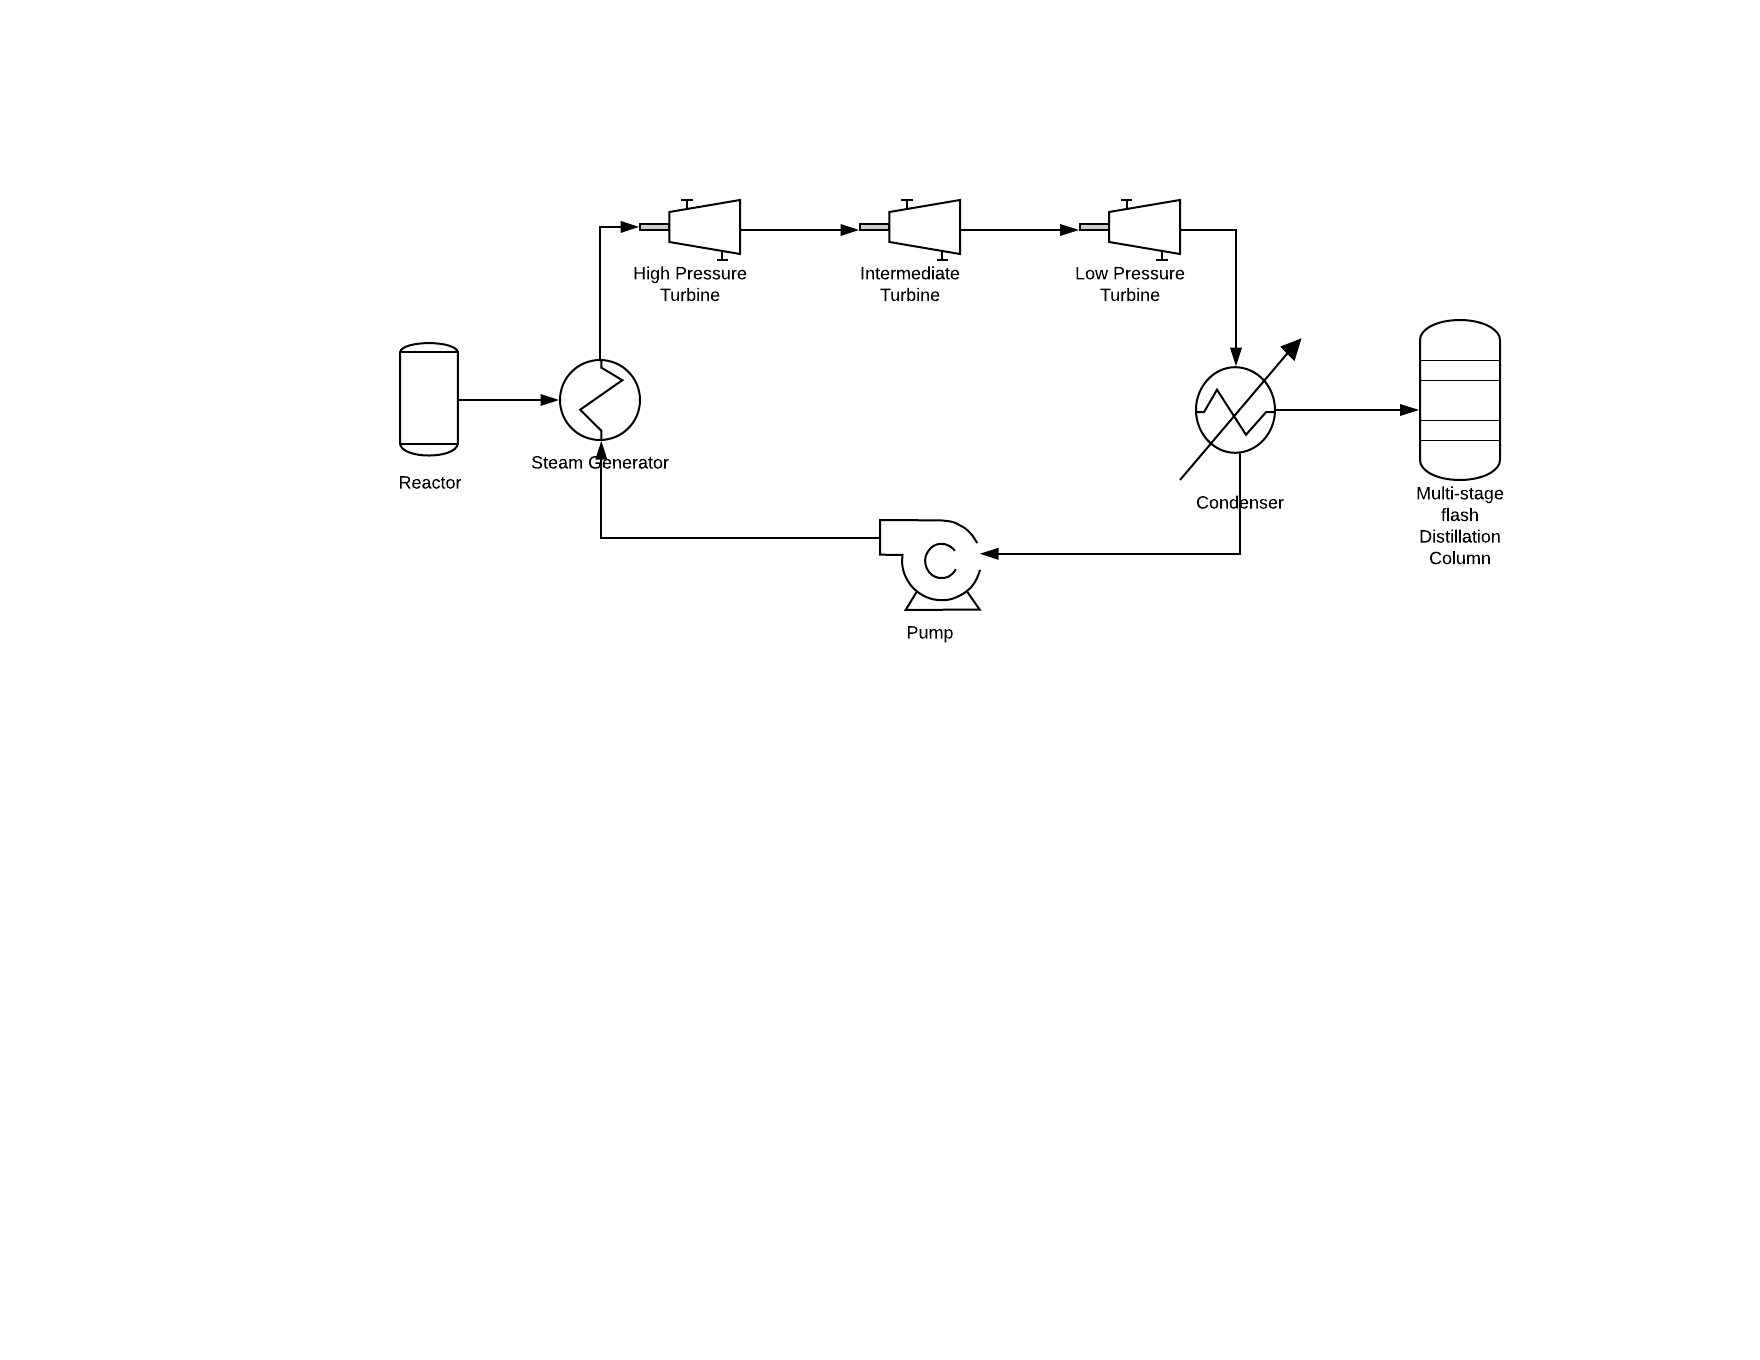 High Pressure
Turbine
Intermediate
Turbine
Low Pressure
Turbine
Reactor
Steam Generator
Condenser
Multi-stage
flash
Distillation
Column
Pump